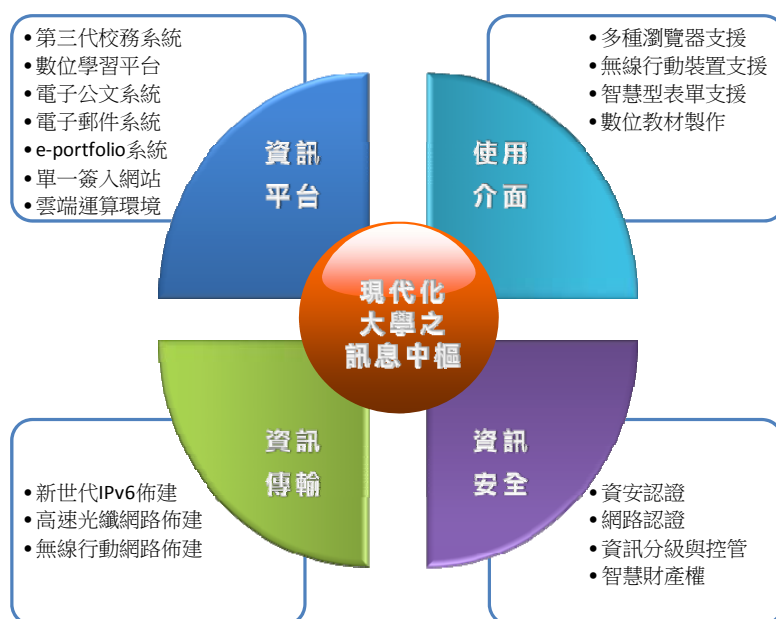 • 第三代校務系統
• 數位學習平台
• 電子公文系統
• 電子郵件系統
• e-portfolio系統
• 單一簽入網站
• 雲端運算環境
• 多種瀏覽器支援
• 無線行動裝置支援
• 智慧型表單支援
• 數位教材製作
資訊
平台
使用
介面
現代化
大學之
訊息中樞
資訊
傳輸
資訊
安全
• 新世代IPv6佈建
• 高速光纖網路佈建
• 無線行動網路佈建
• 資安認證
• 網路認證
• 資訊分級與控管
• 智慧財產權